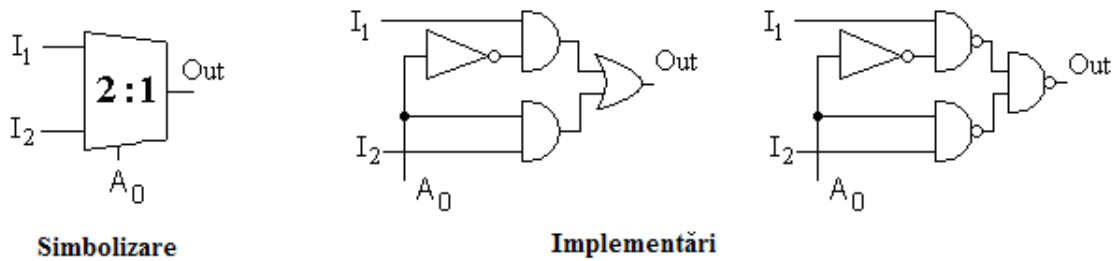 I₁
I₂
2:1
Out
A₀
Simbolizare
I₁
I₂
A₀
Out
I₁
I₂
A₀
Out
Implementări